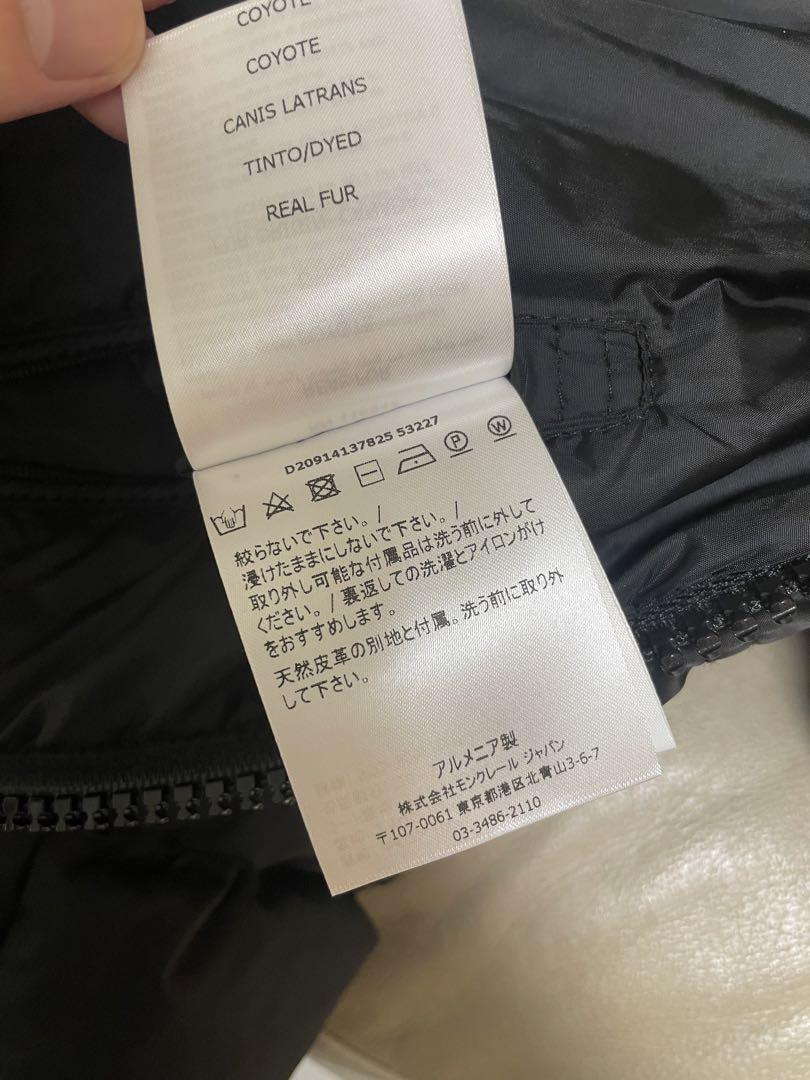 COYOTE
COYOTE
CANIS LATRANS
TINTO/DYED
REAL FUR
D20914137825 53227
P
W
絞らないで下さい。/
浸けたままにしないで下さい。/
取り外し可能な付属品は洗う前に外して
ください。/ 裏返しての洗濯とアイロンがけ
をおすすめします。
天然皮革の別地と付属。洗う前に取り外
して下さい。
アルメニア製
株式会社モンクレール ジャパン
〒107-0061 東京都港区北青山3-6-7
03-3486-2110